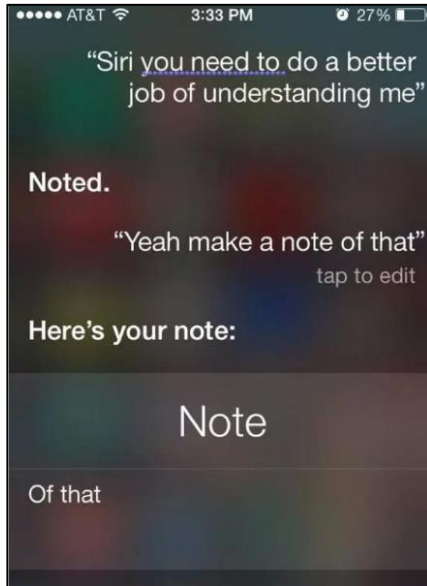 AT&T 3:33 PM 27%
“Siri you need to do a better
job of understanding me”
Noted.
“Yeah make a note of that”
tap to edit
Here’s your note:
Note
Of that